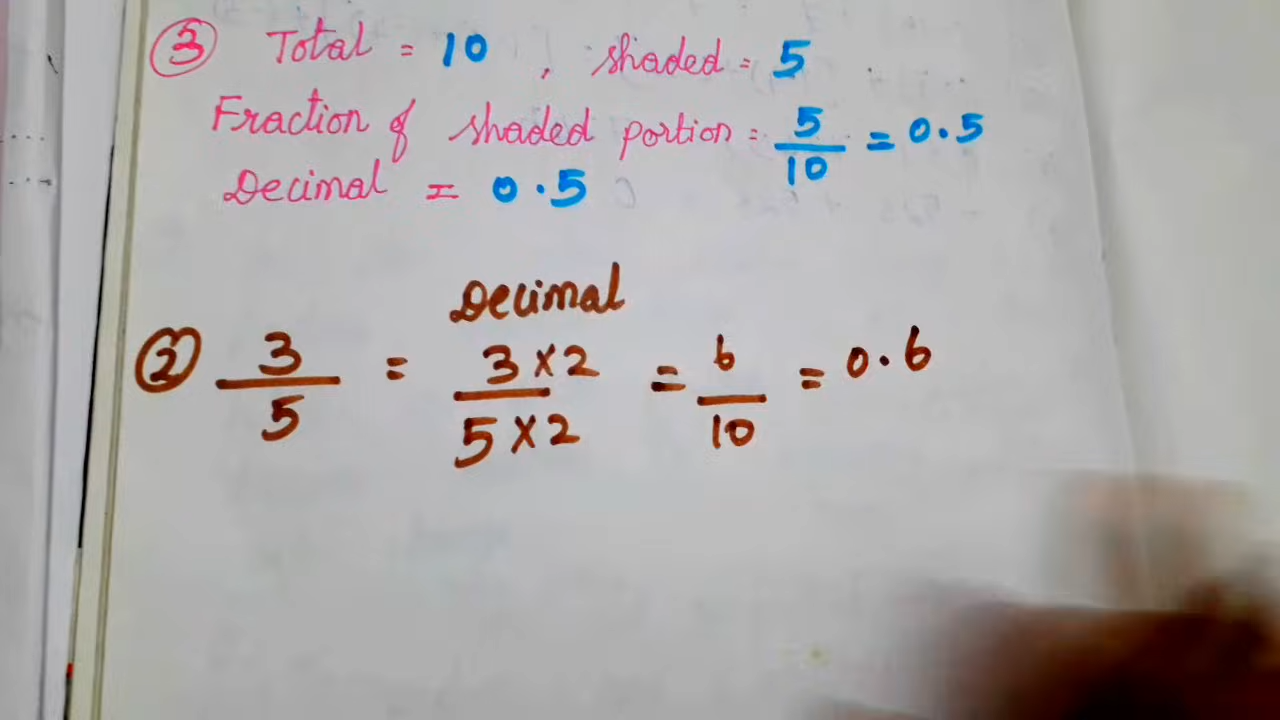 ③ Total = 10 , shaded = 5
Fraction of shaded portion = 5/10 = 0.5
Decimal = 0.5
Decimal
② 3/5 = 3×2/5×2 = 6/10 = 0.6